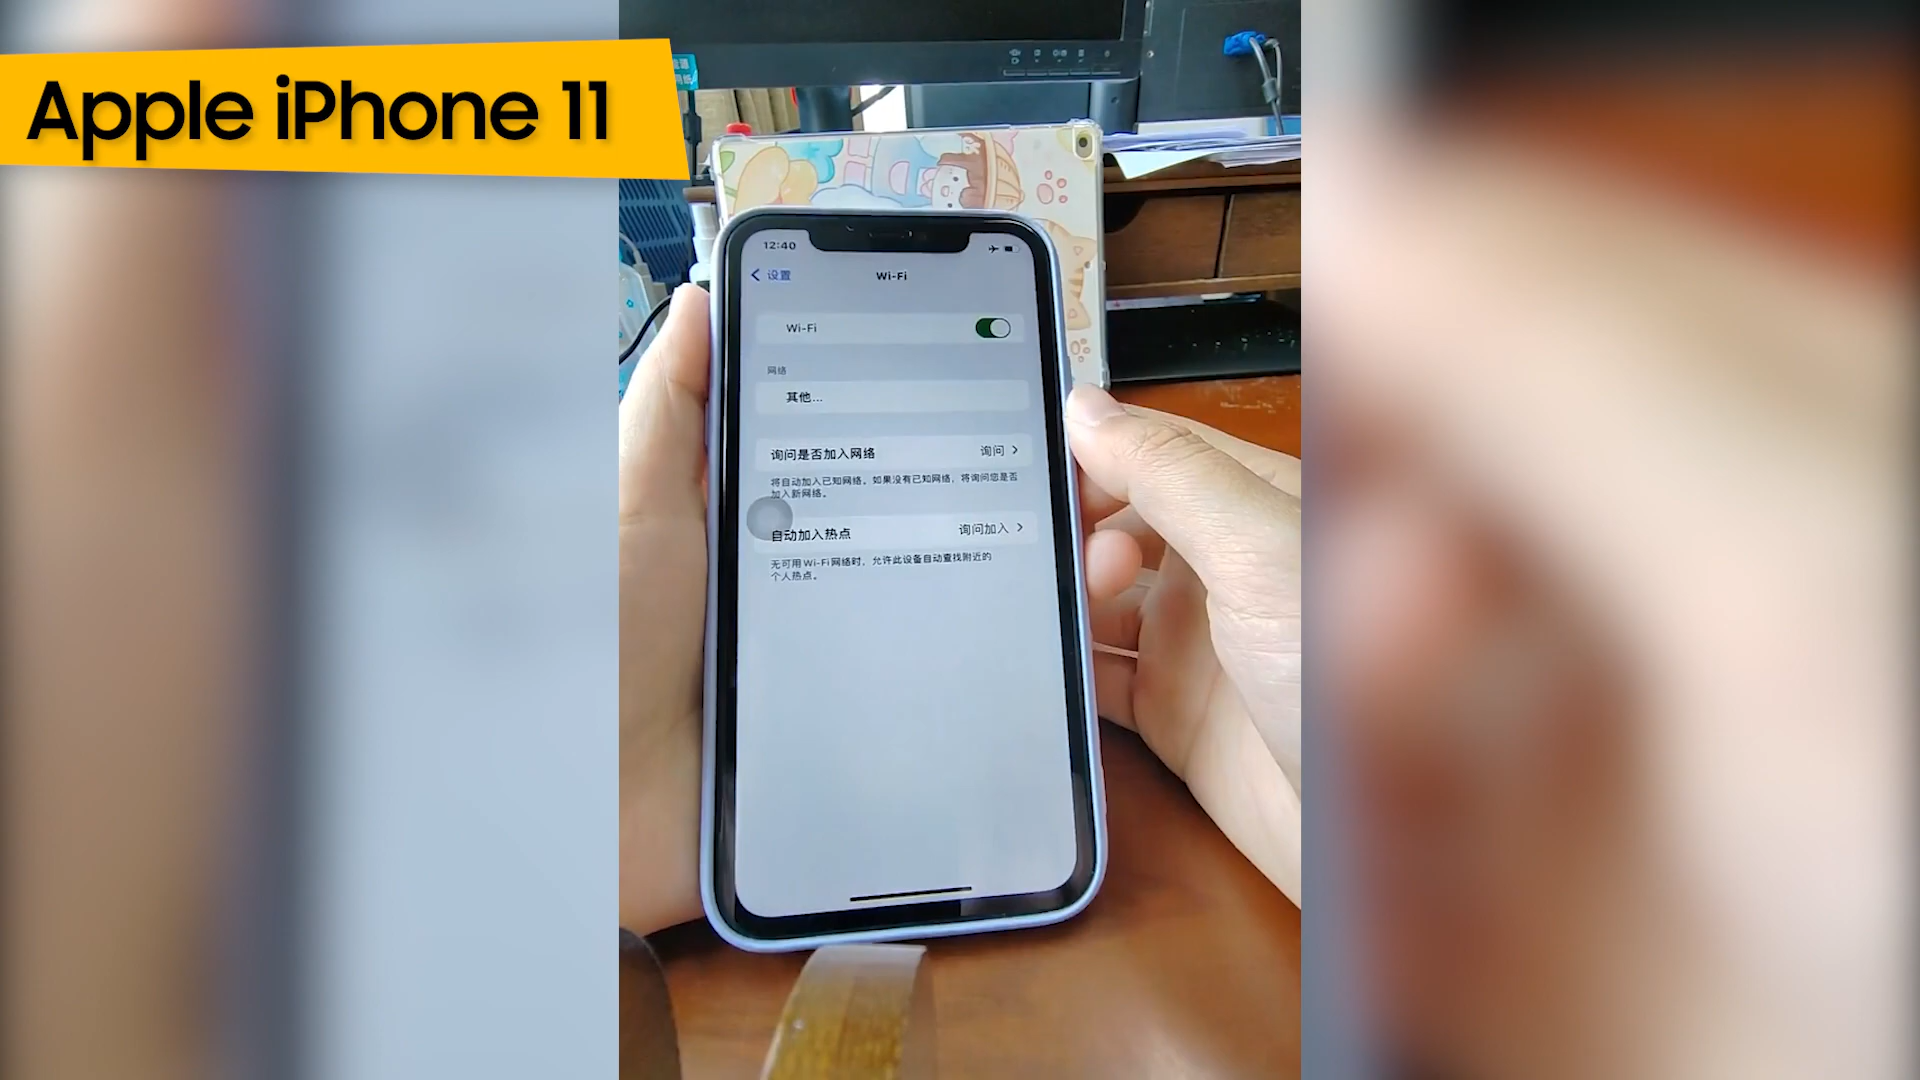 Apple iPhone 11
12:40
设置
Wi-Fi
Wi-Fi
网络
其他...
询问是否加入网络
询问
将自动加入已知网络。如果没有已知网络，将询问您是否
加入新网络。
自动加入热点
询问加入
无可用 Wi-Fi 网络时，允许此设备自动查找附近的
个人热点。